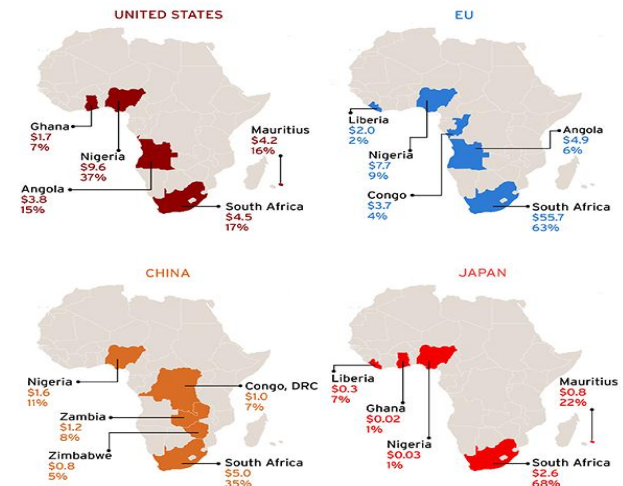 UNITED STATES
Ghana
$1.7
7%
Nigeria
$9.6
37%
Mauritius
$4.2
16%
Angola
$3.8
15%
South Africa
$4.5
17%
EU
Liberia
$2.0
2%
Nigeria
$7.7
9%
Angola
$4.9
6%
Congo
$3.7
4%
South Africa
$55.7
63%
CHINA
Nigeria
$1.6
11%
Congo, DRC
$1.0
7%
Zambia
$1.2
8%
Zimbabwe
$0.8
5%
South Africa
$5.0
35%
JAPAN
Liberia
$0.3
7%
Ghana
$0.02
1%
Nigeria
$0.03
1%
Mauritius
$0.8
22%
South Africa
$2.6
68%